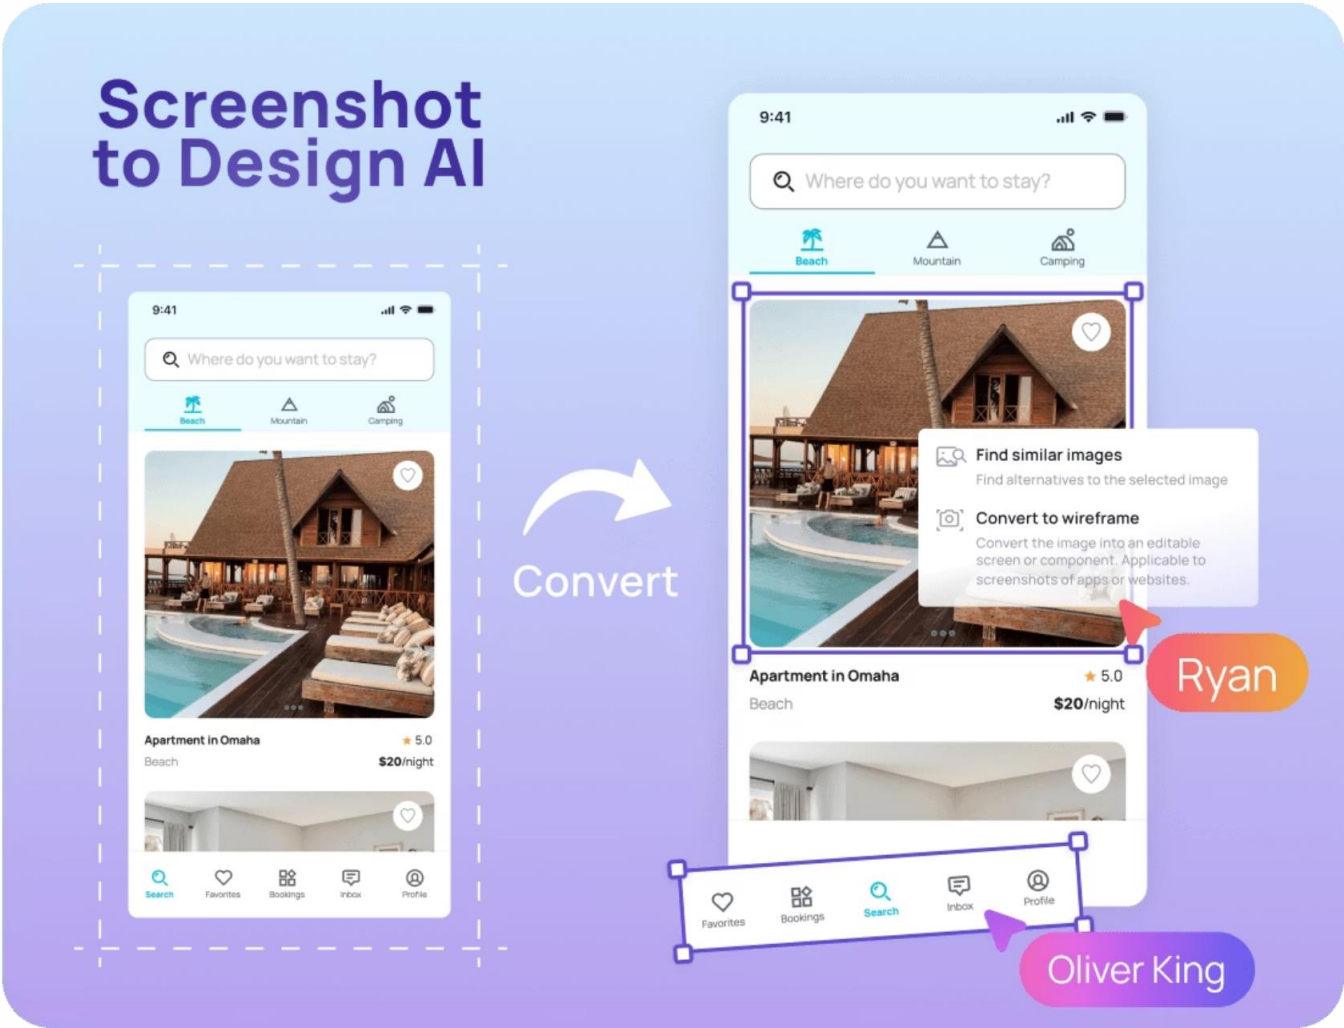 Screenshot
to Design AI
9:41
Where do you want to stay?
Beach
Mountain
Camping
Apartment in Omaha
5.0
Beach
$20/night
Search
Favorites
Bookings
Inbox
Profile
Convert
9:41
Where do you want to stay?
Beach
Mountain
Camping
Find similar images
Find alternatives to the selected image
Convert to wireframe
Convert the image into an editable
screen or component. Applicable to
screenshots of apps or websites.
Ryan
Apartment in Omaha
5.0
Beach
$20/night
Favorites
Bookings
Search
Inbox
Profile
Oliver King